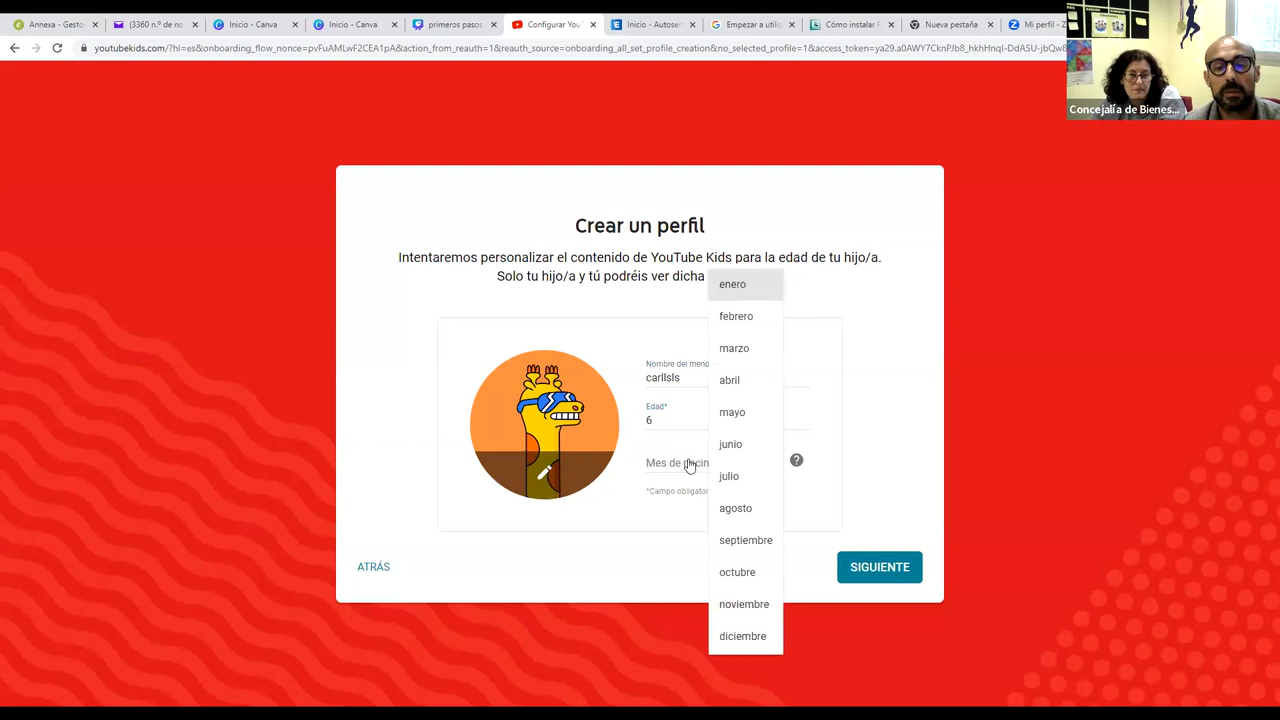 Annexa - Gesto
(3360 n.º de no
Inicio - Canva
Inicio - Canva
primeros pasos
Configurar You
Inicio - Autoser
Empezar a utiliz
Cómo instalar
Nueva pestaña
Mi perfil - Z
youtubekids.com/?hl=es&onboarding_flow_nonce=pvFuAMLwF2CEA1pA&action_from_reauth=1&reauth_source=onboarding_all_set_profile_creation&no_selected_profile=1&access_token=ya29.a0AWY7CknPJb8_hkhHnqI-DdASU-jbQw8
Concejalía de Bienes...
Crear un perfil
Intentaremos personalizar el contenido de YouTube Kids para la edad de tu hijo/a.
Solo tu hijo/a y tú podréis ver dicha
enero
febrero
marzo
abril
mayo
junio
julio
agosto
septiembre
octubre
noviembre
diciembre
Nombre del meno
carllsls
Edad*
6
Mes de
*Campo obligator
?
ATRÁS
SIGUIENTE